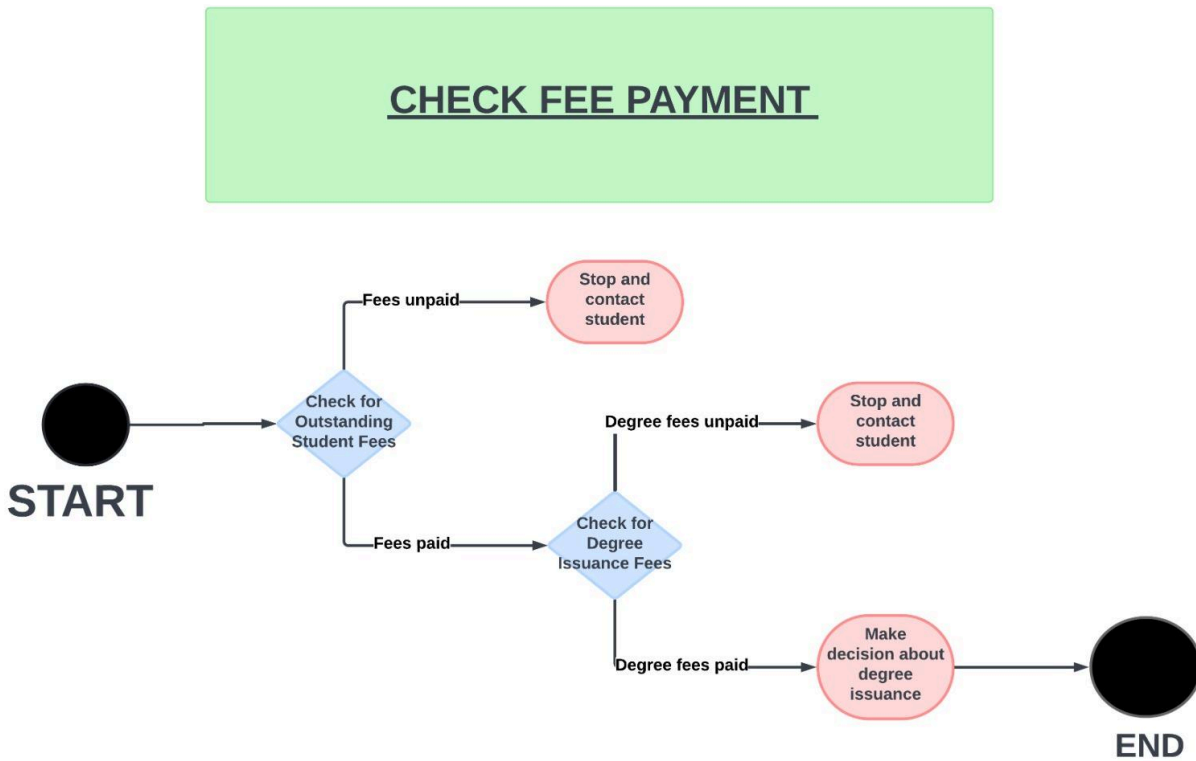 CHECK FEE PAYMENT
Fees unpaid
Stop and
contact
student
Check for
Outstanding
Student Fees
START
Degree fees unpaid
Stop and
contact
student
Fees paid
Check for
Degree
Issuance Fees
Degree fees paid
Make
decision about
degree
issuance
END